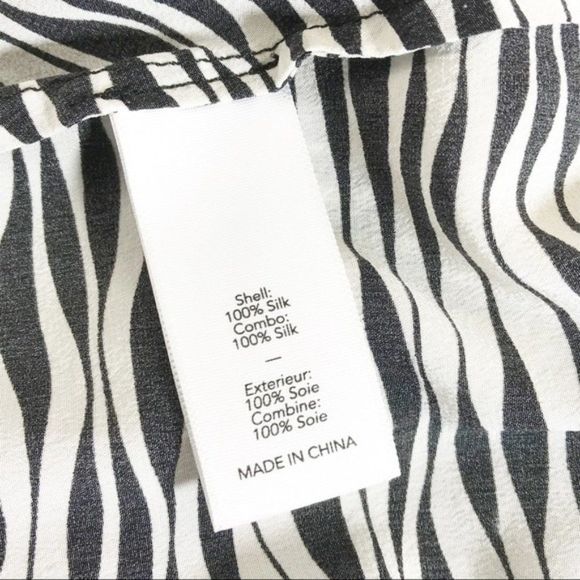 Shell:
100% Silk
Combo:
100% Silk
—
Exterieur:
100% Soie
Combine:
100% Soie
MADE IN CHINA